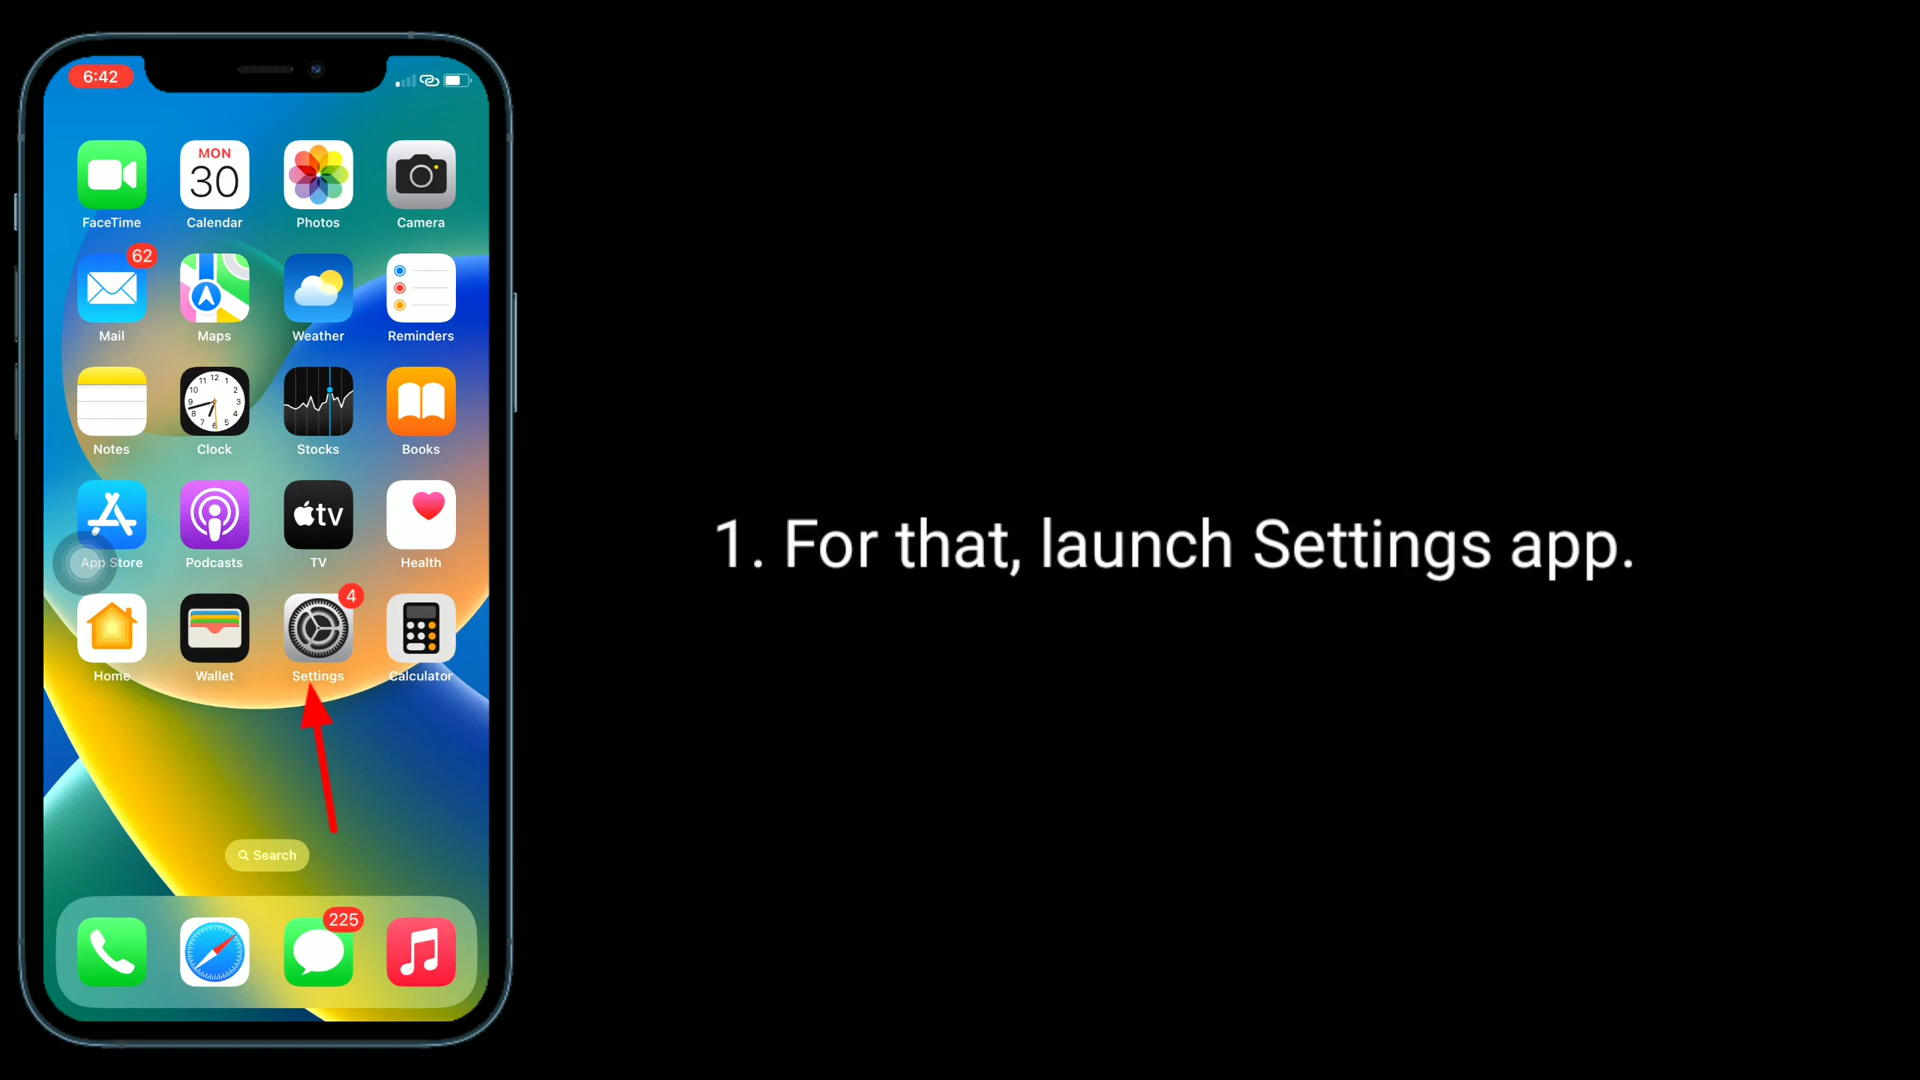 6:42
MON
30
FaceTime
Calendar
Photos
Camera
62
Mail
Maps
Weather
Reminders
Notes
Clock
Stocks
Books
tv
App Store
Podcasts
TV
Health
4
Home
Wallet
Settings
Calculator
Search
225
1. For that, launch Settings app.